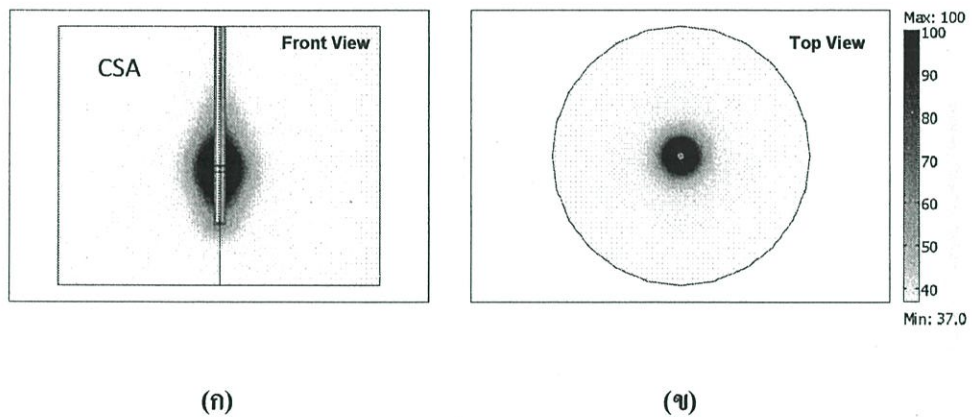 Front View
CSA
Top View
Max: 100
100
90
80
70
60
50
40
Min: 37.0
(ก)
(ข)